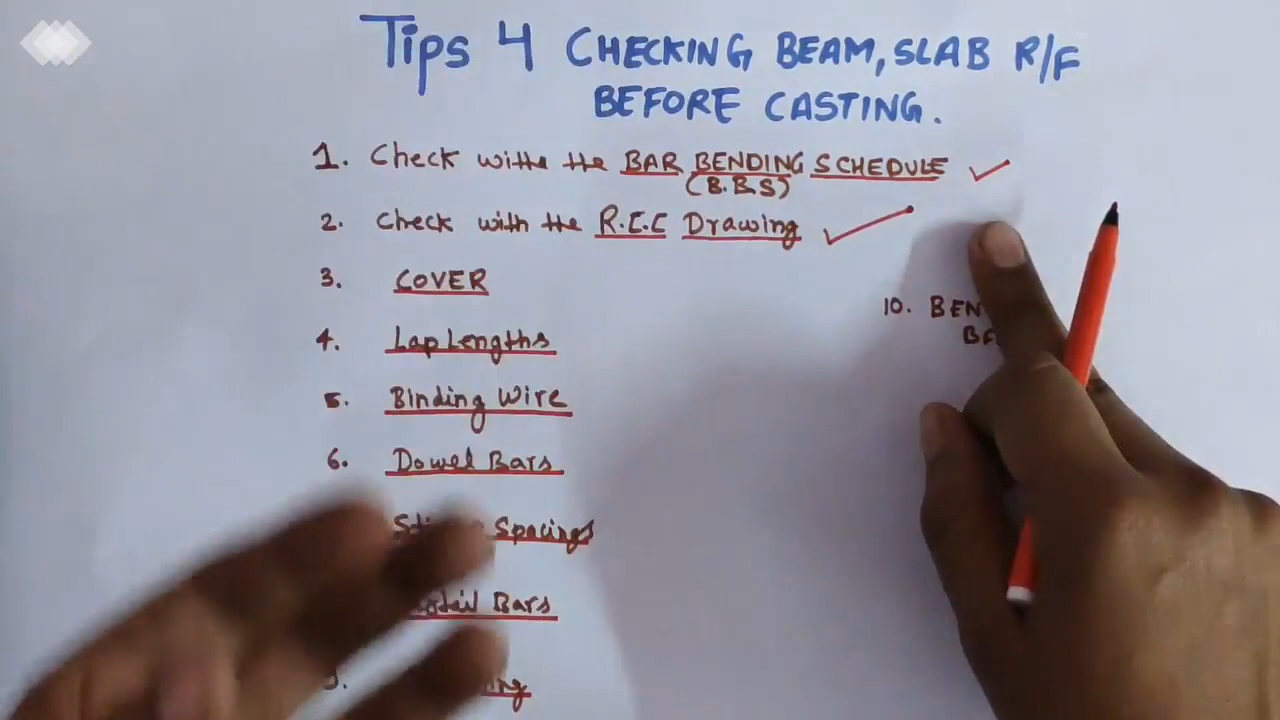 Tips 4 CHECKING BEAM, SLAB R/F
BEFORE CASTING.
1. Check withe the BAR BENDING SCHEDULE
(B.B.S)
2. Check with the R.C.C Drawing
3. COVER
4. Lap Lengths
5. Binding Wire
6. Dowel Bars
Spacings
Bars
10.